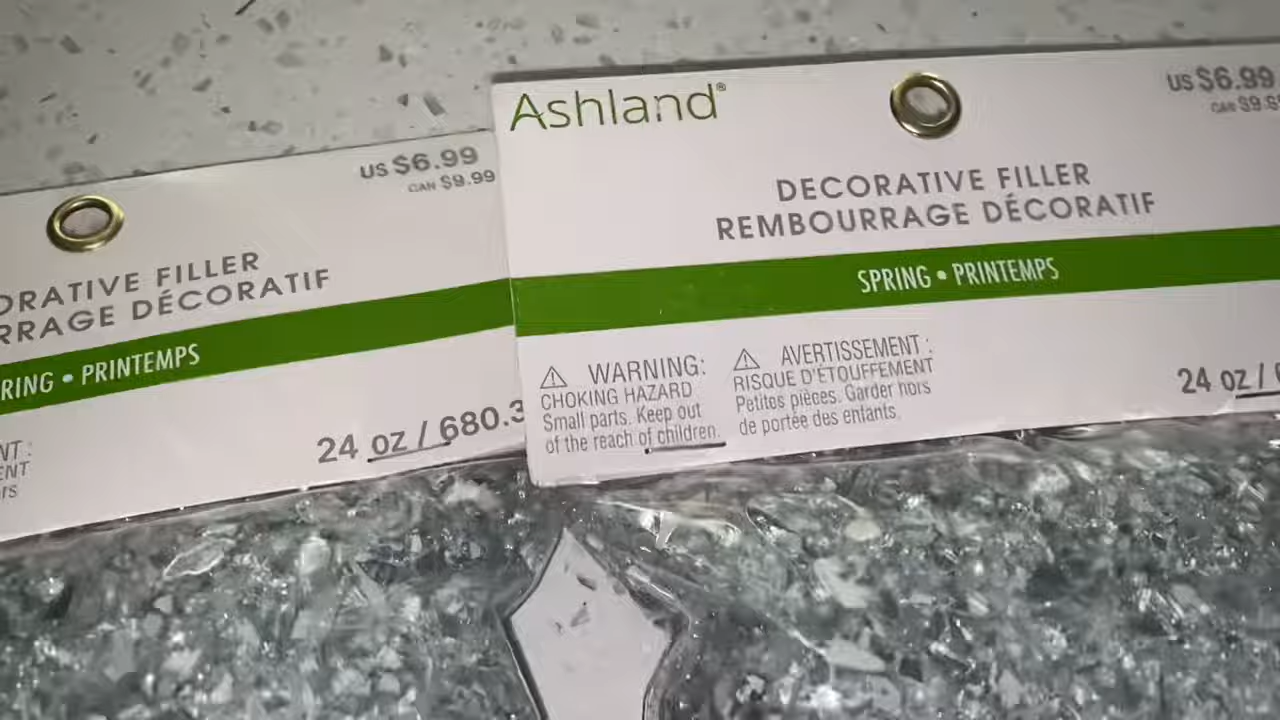 US $6.99
CAN $9.99
ORATIVE FILLER
RRAGE DÉCORATIF
RING • PRINTEMPS
24 oz / 680.3
NT :
ENT
rs
Ashland®
US $6.99
CAN $9.9
DECORATIVE FILLER
REMBOURRAGE DÉCORATIF
SPRING • PRINTEMPS
WARNING:
CHOKING HAZARD
Small parts. Keep out
of the reach of children.
AVERTISSEMENT :
RISQUE D'ÉTOUFFEMENT
Petites pièces. Garder hors
de portée des enfants.
24 oz /